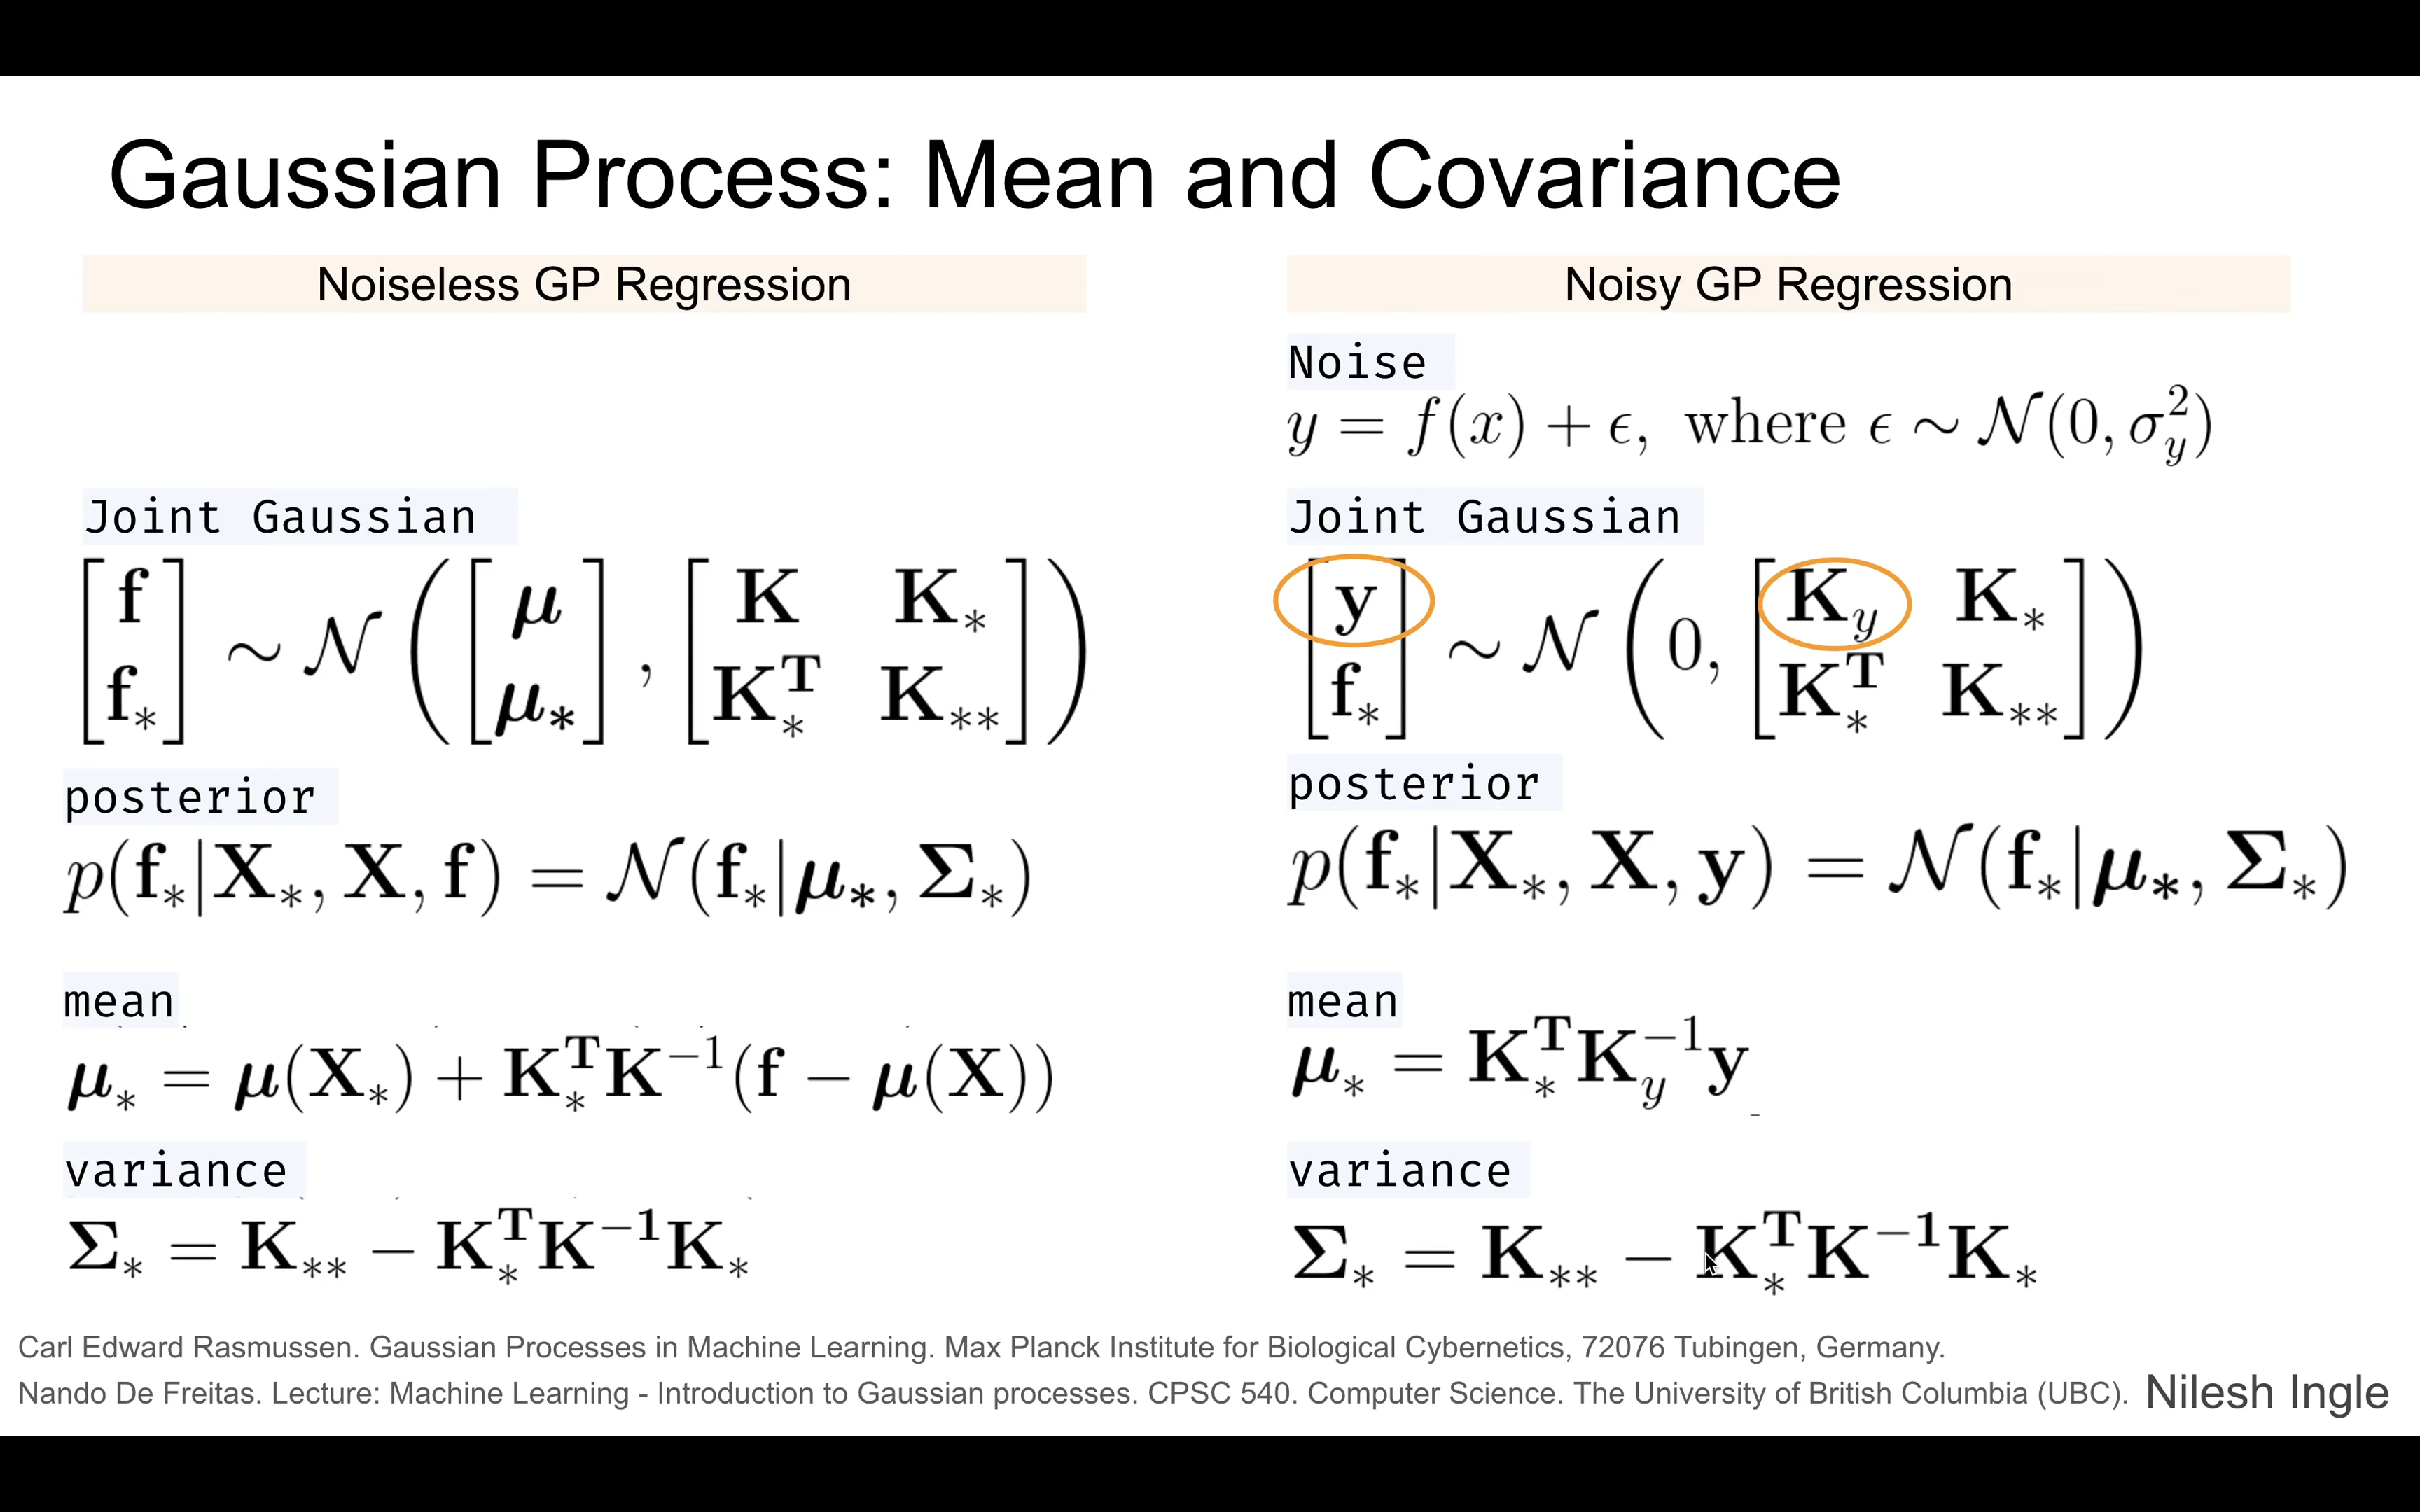 Gaussian Process: Mean and Covariance
Noiseless GP Regression
Joint Gaussian
[f f_*] ∼ 𝒩([μ μ_*], [K K_* K_*^T K_**])
posterior
p(f_*|X_*, X, f) = 𝒩(f_*|μ_*, Σ_*)
mean
μ_* = μ(X_*) + K_*^T K^−1(f − μ(X))
variance
Σ_* = K_** − K_*^T K^−1 K_*
Noisy GP Regression
Noise
y = f(x) + ϵ, where ϵ ∼ 𝒩(0, σ_y^2)
Joint Gaussian
[y f_*] ∼ 𝒩(0, [K_y K_* K_*^T K_**])
posterior
p(f_*|X_*, X, y) = 𝒩(f_*|μ_*, Σ_*)
mean
μ_* = K_*^T K_y^−1 y
variance
Σ_* = K_** − K_*^T K^−1 K_*
Carl Edward Rasmussen. Gaussian Processes in Machine Learning. Max Planck Institute for Biological Cybernetics, 72076 Tubingen, Germany.
Nando De Freitas. Lecture: Machine Learning - Introduction to Gaussian processes. CPSC 540. Computer Science. The University of British Columbia (UBC).
Nilesh Ingle